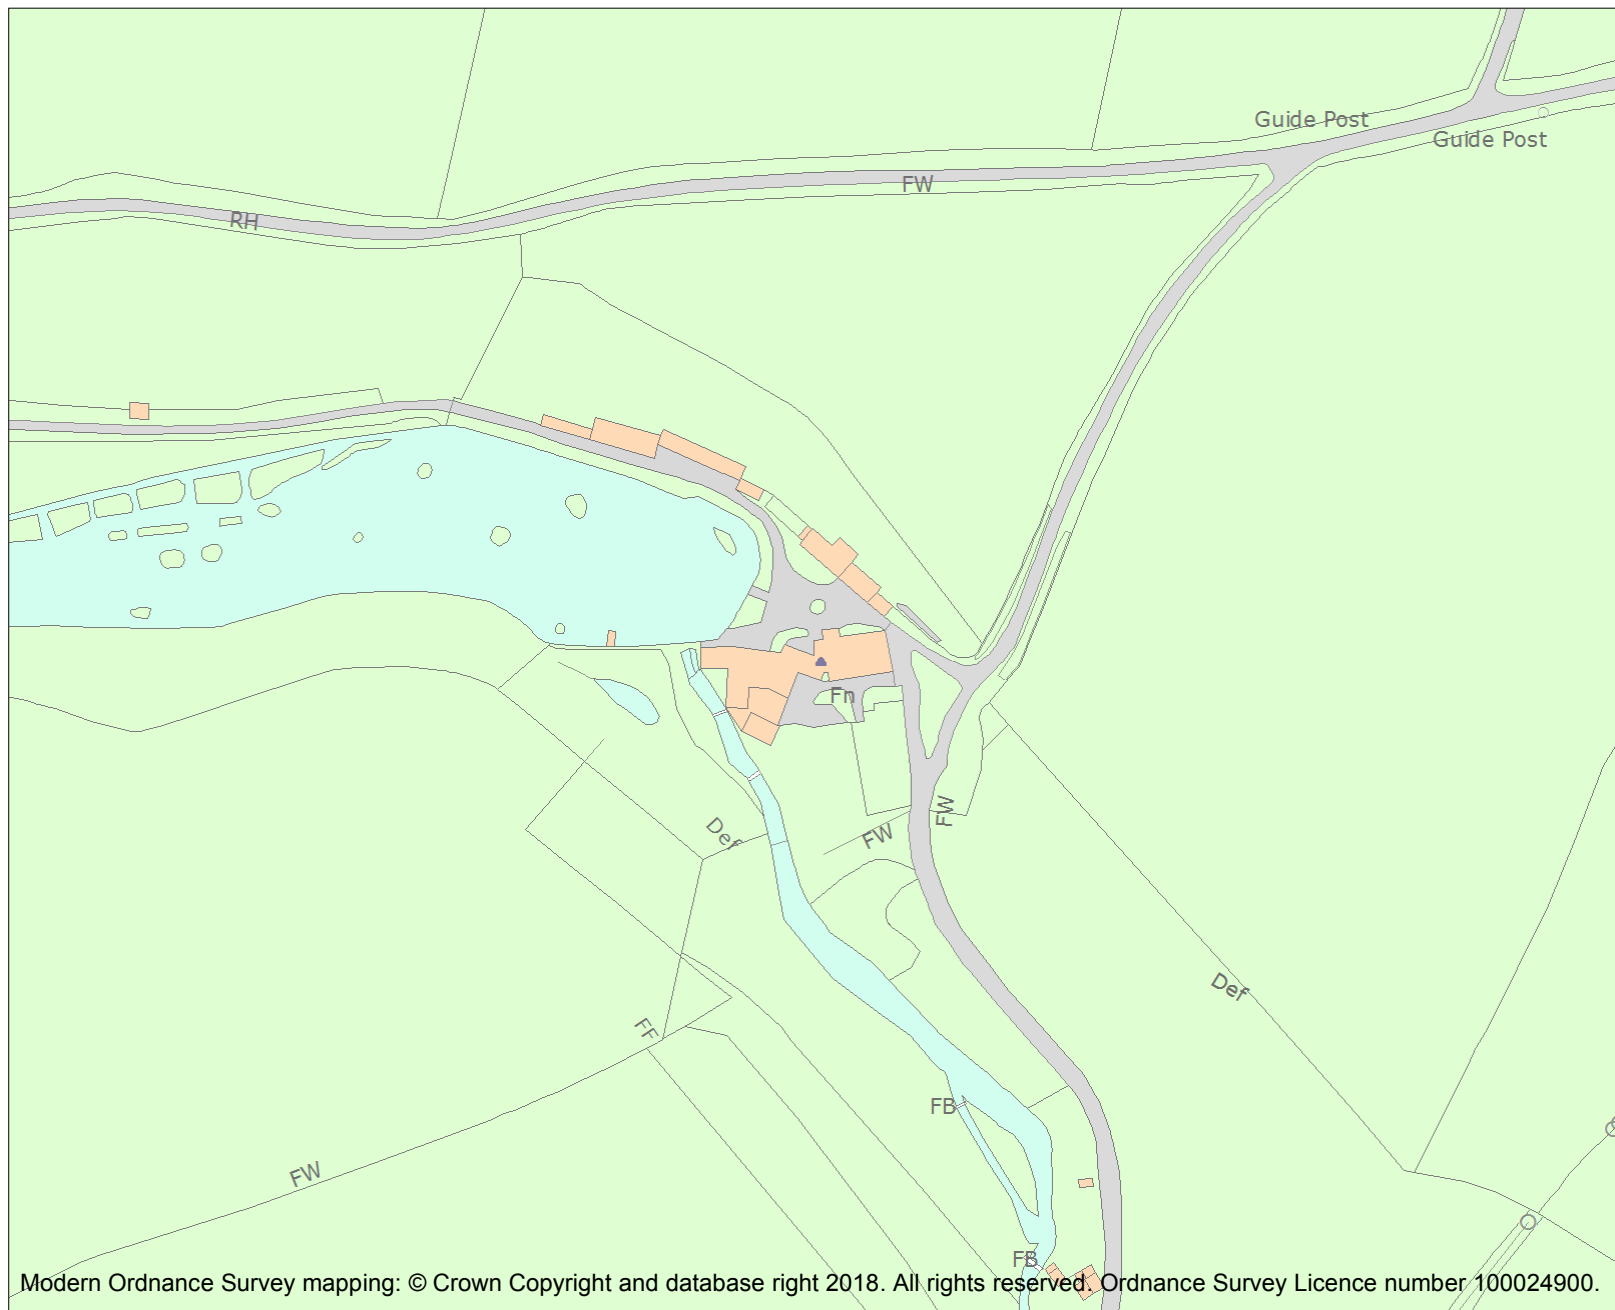 Guide Post
Guide Post
FW
RH
Fn
FW
FW
Def
Def
FF
FB
FW
FB
Modern Ordnance Survey mapping: © Crown Copyright and database right 2018. All rights reserved. Ordnance Survey Licence number 100024900.